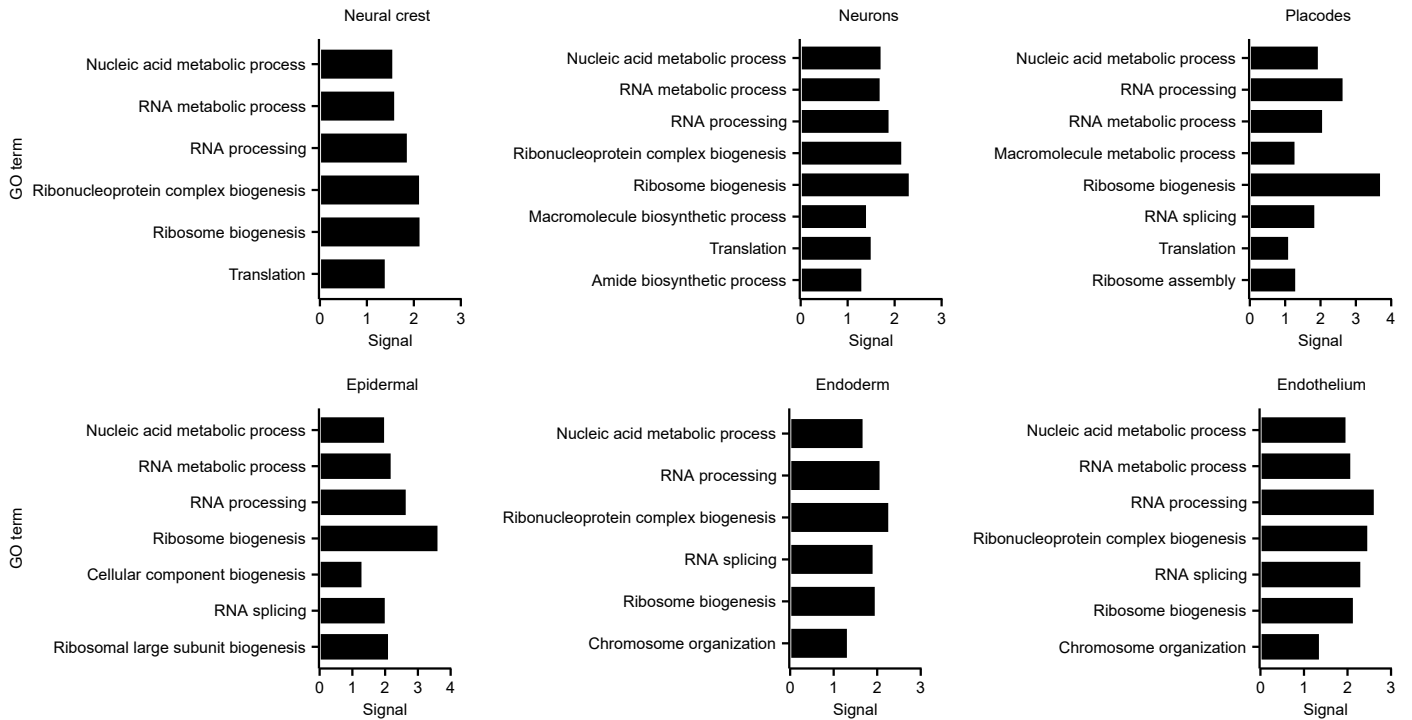 Neural crest
GO term
Nucleic acid metabolic process
RNA metabolic process
RNA processing
Ribonucleoprotein complex biogenesis
Ribosome biogenesis
Translation
0 1 2 3
Signal
Neurons
Nucleic acid metabolic process
RNA metabolic process
RNA processing
Ribonucleoprotein complex biogenesis
Ribosome biogenesis
Macromolecule biosynthetic process
Translation
Amide biosynthetic process
0 1 2 3
Signal
Placodes
Nucleic acid metabolic process
RNA processing
RNA metabolic process
Macromolecule metabolic process
Ribosome biogenesis
RNA splicing
Translation
Ribosome assembly
0 1 2 3 4
Signal
Epidermal
GO term
Nucleic acid metabolic process
RNA metabolic process
RNA processing
Ribosome biogenesis
Cellular component biogenesis
RNA splicing
Ribosomal large subunit biogenesis
0 1 2 3 4
Signal
Endoderm
Nucleic acid metabolic process
RNA processing
Ribonucleoprotein complex biogenesis
RNA splicing
Ribosome biogenesis
Chromosome organization
0 1 2 3
Signal
Endothelium
Nucleic acid metabolic process
RNA metabolic process
RNA processing
Ribonucleoprotein complex biogenesis
RNA splicing
Ribosome biogenesis
Chromosome organization
0 1 2 3
Signal